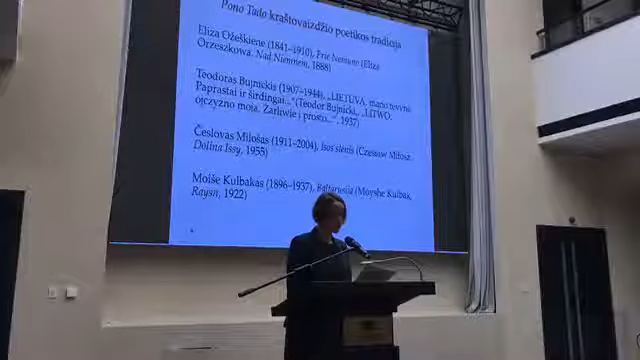 Pono Tado kraštovaizdžio poetikos tradicija
Eliza Ožeškienė (1841–1910), Prie Nemuno (Eliza
Orzeszkowa, Nad Niemnem, 1888)
Teodoras Bujnickis (1907–1944), „LIETUVA, mano tėvyne.
Paprastai ir širdingai...“ (Teodor Bujnicki, „LITWO,
ojczyzno moia. Żarliwie i prosto...“, 1937)
Česlovas Milošas (1911–2004), Isos slėnis (Czesław Miłosz,
Dolina Issy, 1955)
Moišė Kulbakas (1896–1937), Baltarusija (Moyshe Kulbak,
Raysn, 1922)